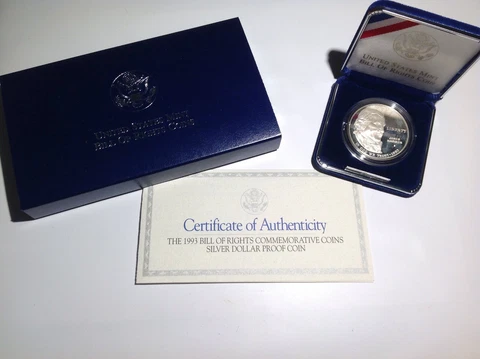 UNITED STATES MINT
BILL OF RIGHTS COIN
UNITED STATES MINT
BILL OF RIGHTS COIN
LIBERTY
Certificate of Authenticity
THE 1993 BILL OF RIGHTS COMMEMORATIVE COINS
SILVER DOLLAR PROOF COIN